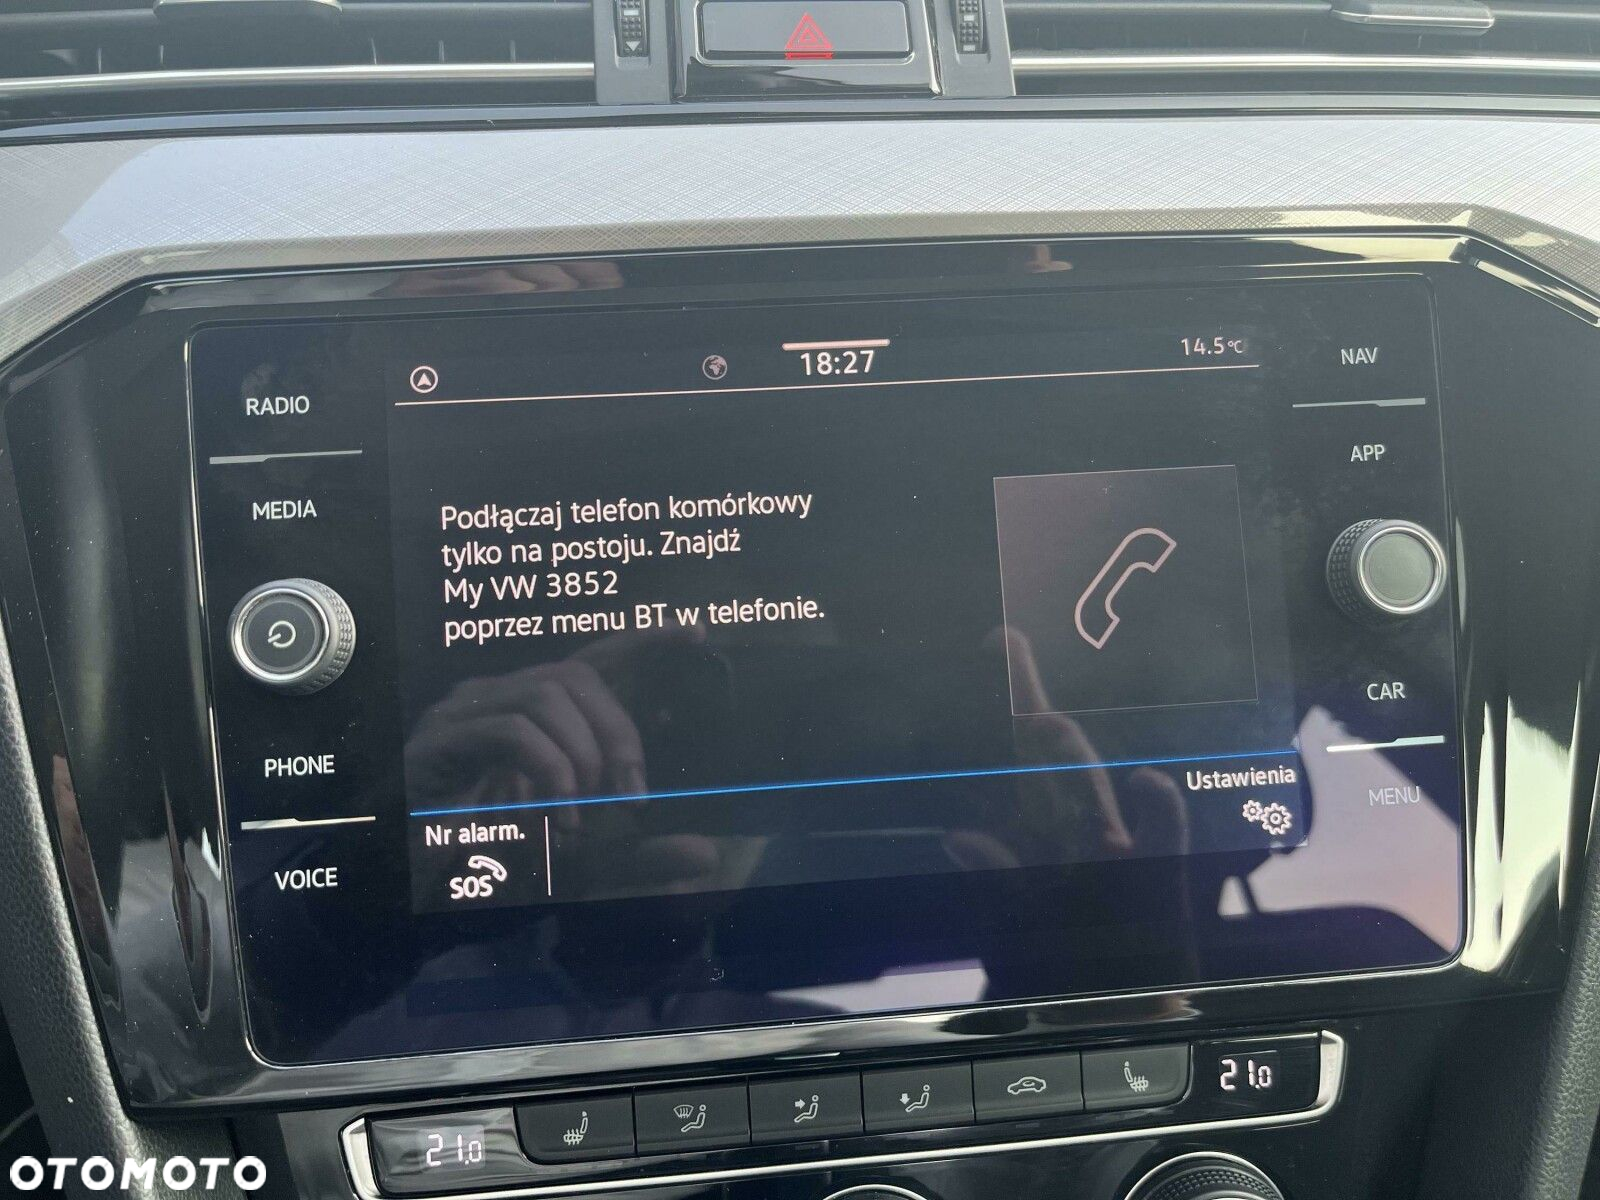 18:27
14.5°C
NAV
RADIO
APP
MEDIA
Podłączaj telefon komórkowy
tylko na postoju. Znajdź
My VW 3852
poprzez menu BT w telefonie.
CAR
PHONE
Ustawienia
MENU
Nr alarm.
SOS
VOICE
21.0
21.0
OTOMOTO